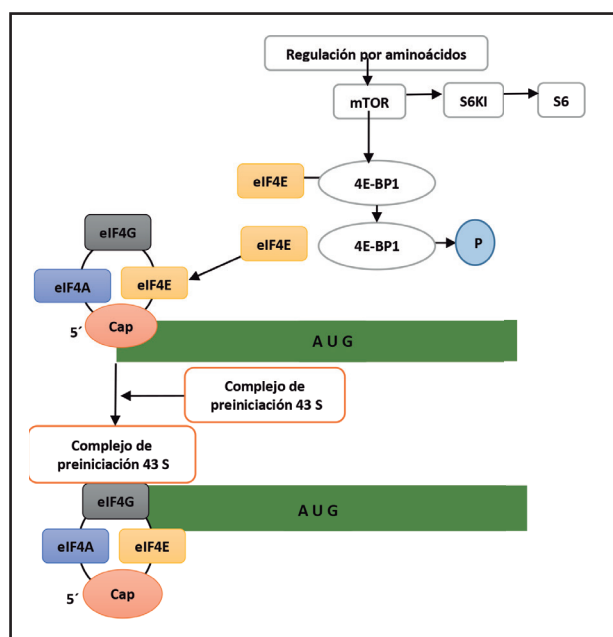 Regulación por aminoácidos
mTOR
S6KI
S6
eIF4E
4E-BP1
eIF4G
eIF4E
4E-BP1
P
eIF4A
eIF4E
5´
Cap
A U G
Complejo de
preiniciación 43 S
Complejo de
preiniciación 43 S
eIF4G
A U G
eIF4A
eIF4E
5´
Cap